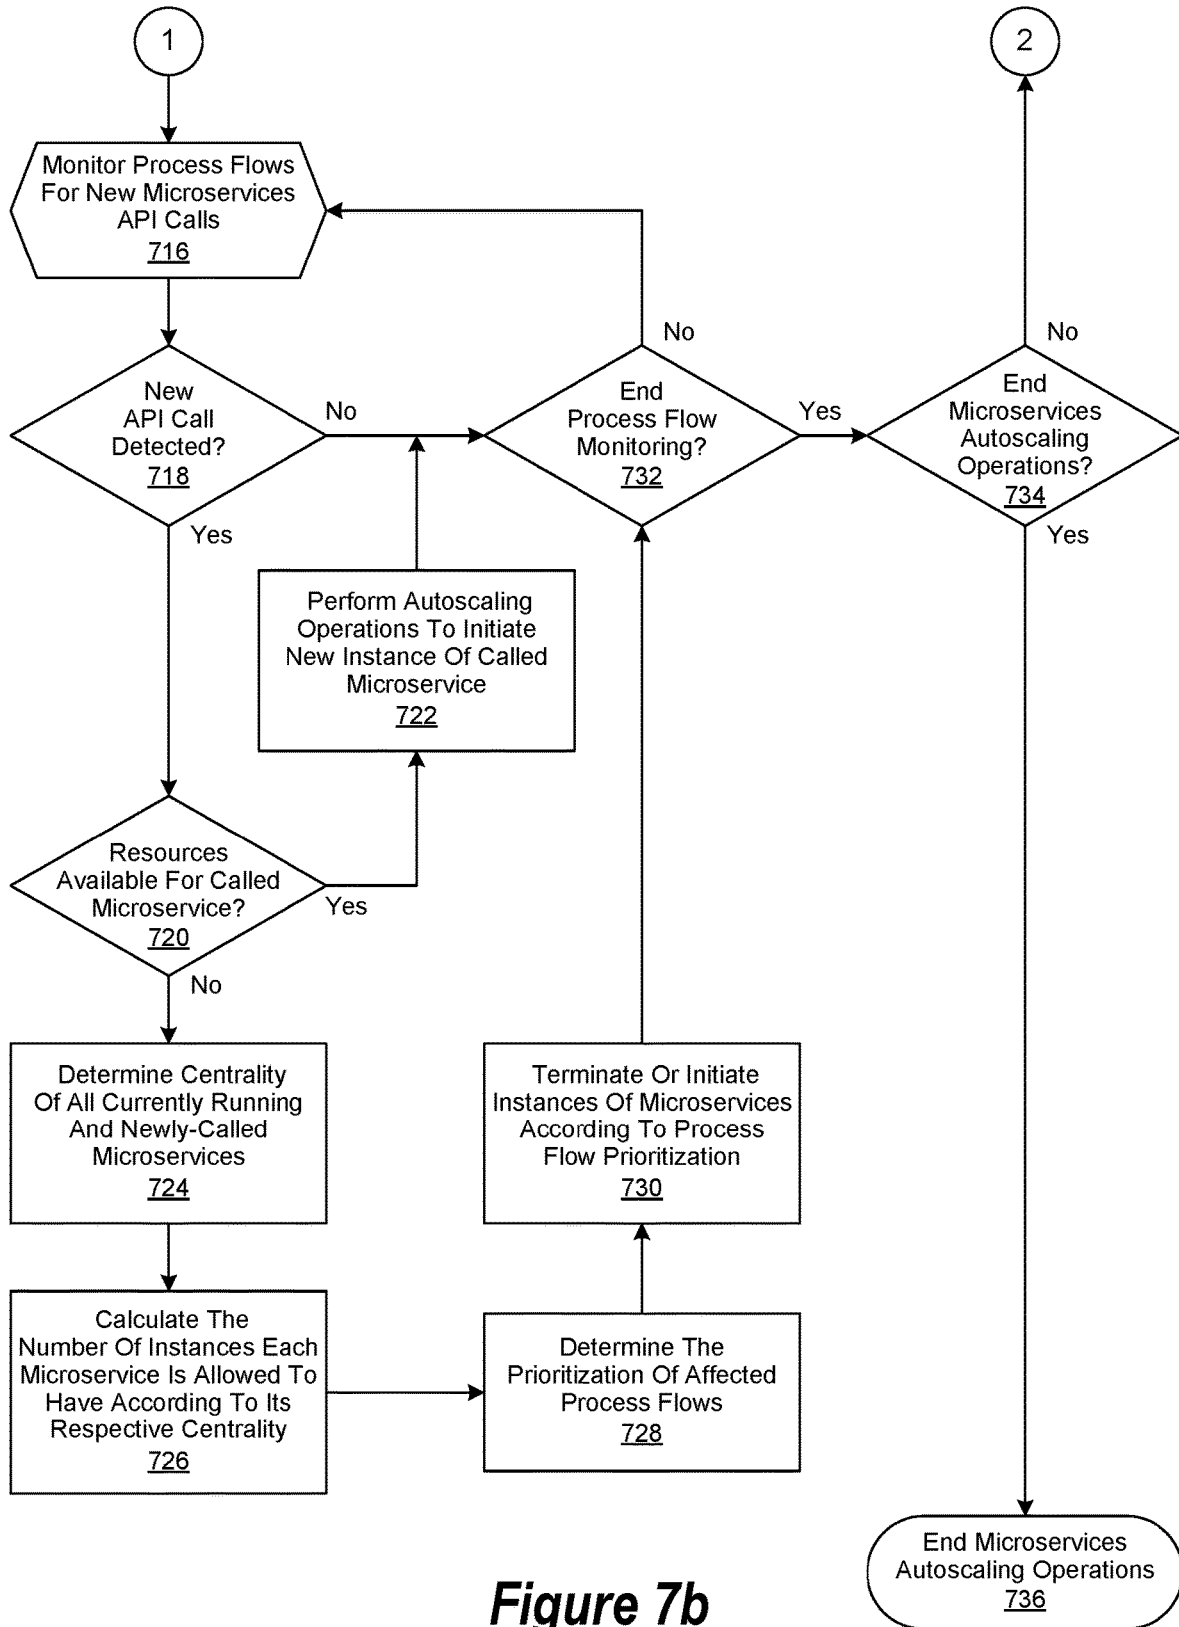 1
2
Monitor Process Flows
For New Microservices
API Calls
716
No
No
New
API Call
Detected?
718
No
End
Process Flow
Monitoring?
732
Yes
End
Microservices
Autoscaling
Operations?
734
Yes
Yes
Perform Autoscaling
Operations To Initiate
New Instance Of Called
Microservice
722
Resources
Available For Called
Microservice?
720
Yes
No
Determine Centrality
Of All Currently Running
And Newly-Called
Microservices
724
Terminate Or Initiate
Instances Of Microservices
According To Process
Flow Prioritization
730
Calculate The
Number Of Instances Each
Microservice Is Allowed To
Have According To Its
Respective Centrality
726
Determine The
Prioritization Of Affected
Process Flows
728
End Microservices
Autoscaling Operations
736
Figure 7b